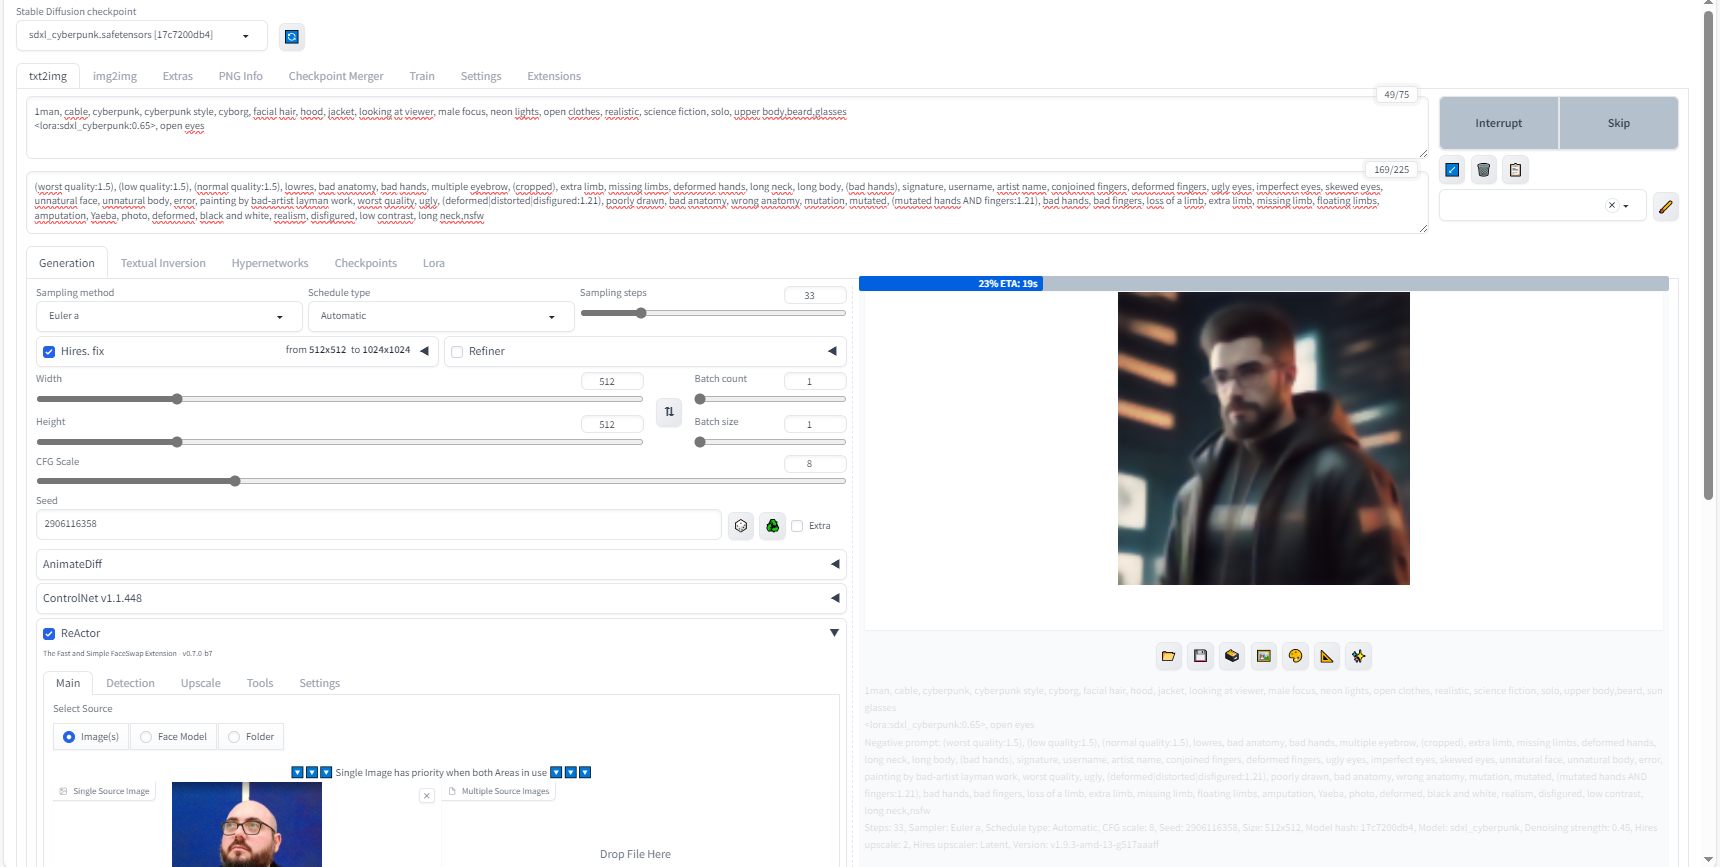 Stable Diffusion checkpoint
sdxl_cyberpunk.safetensors [17c7200db4]
txt2img img2img Extras PNG Info Checkpoint Merger Train Settings Extensions
49/75
1man, cable, cyberpunk, cyberpunk style, cyborg, facial hair, hood, jacket, looking at viewer, male focus, neon lights, open clothes, realistic, science fiction, solo, upper body,beard,glasses
<lora:sdxl_cyberpunk:0.65>, open eyes
Interrupt Skip
169/225
(worst quality:1.5), (low quality:1.5), (normal quality:1.5), lowres, bad anatomy, bad hands, multiple eyebrow, (cropped), extra limb, missing limbs, deformed hands, long neck, long body, (bad hands), signature, username, artist name, conjoined fingers, deformed fingers, ugly eyes, imperfect eyes, skewed eyes,
unnatural face, unnatural body, error, painting by bad-artist layman work, worst quality, ugly, (deformed|distorted|disfigured:1.21), poorly drawn, bad anatomy, wrong anatomy, mutation, mutated, (mutated hands AND fingers:1.21), bad hands, bad fingers, loss of a limb, extra limb, missing limb, floating limbs,
amputation, Yaeba, photo, deformed, black and white, realism, disfigured, low contrast, long neck,nsfw
Generation Textual Inversion Hypernetworks Checkpoints Lora
Sampling method
Euler a
Schedule type
Automatic
Sampling steps
33
Hires. fix from 512x512 to 1024x1024
Refiner
Width
512
Batch count
1
Height
512
Batch size
1
CFG Scale
8
Seed
2906116358
Extra
AnimateDiff
ControlNet v1.1.448
ReActor
The Fast and Simple FaceSwap Extension - v0.7.0-b7
Main Detection Upscale Tools Settings
Select Source
Image(s) Face Model Folder
Single Image has priority when both Areas in use
Single Source Image
Multiple Source Images
Drop File Here
23% ETA: 19s
1man, cable, cyberpunk, cyberpunk style, cyborg, facial hair, hood, jacket, looking at viewer, male focus, neon lights, open clothes, realistic, science fiction, solo, upper body,beard, sun
glasses
<lora:sdxl_cyberpunk:0.65>, open eyes
Negative prompt: (worst quality:1.5), (low quality:1.5), (normal quality:1.5), lowres, bad anatomy, bad hands, multiple eyebrow, (cropped), extra limb, missing limbs, deformed hands,
long neck, long body, (bad hands), signature, username, artist name, conjoined fingers, deformed fingers, ugly eyes, imperfect eyes, skewed eyes, unnatural face, unnatural body, error,
painting by bad-artist layman work, worst quality, ugly, (deformed|distorted|disfigured:1.21), poorly drawn, bad anatomy, wrong anatomy, mutation, mutated, (mutated hands AND
fingers:1.21), bad hands, bad fingers, loss of a limb, extra limb, missing limb, floating limbs, amputation, Yaeba, photo, deformed, black and white, realism, disfigured, low contrast,
long neck,nsfw
Steps: 33, Sampler: Euler a, Schedule type: Automatic, CFG scale: 8, Seed: 2906116358, Size: 512x512, Model hash: 17c7200db4, Model: sdxl_cyberpunk, Denoising strength: 0.45, Hires
upscale: 2, Hires upscaler: Latent, Version: v1.9.3-amd-13-g517aaaff